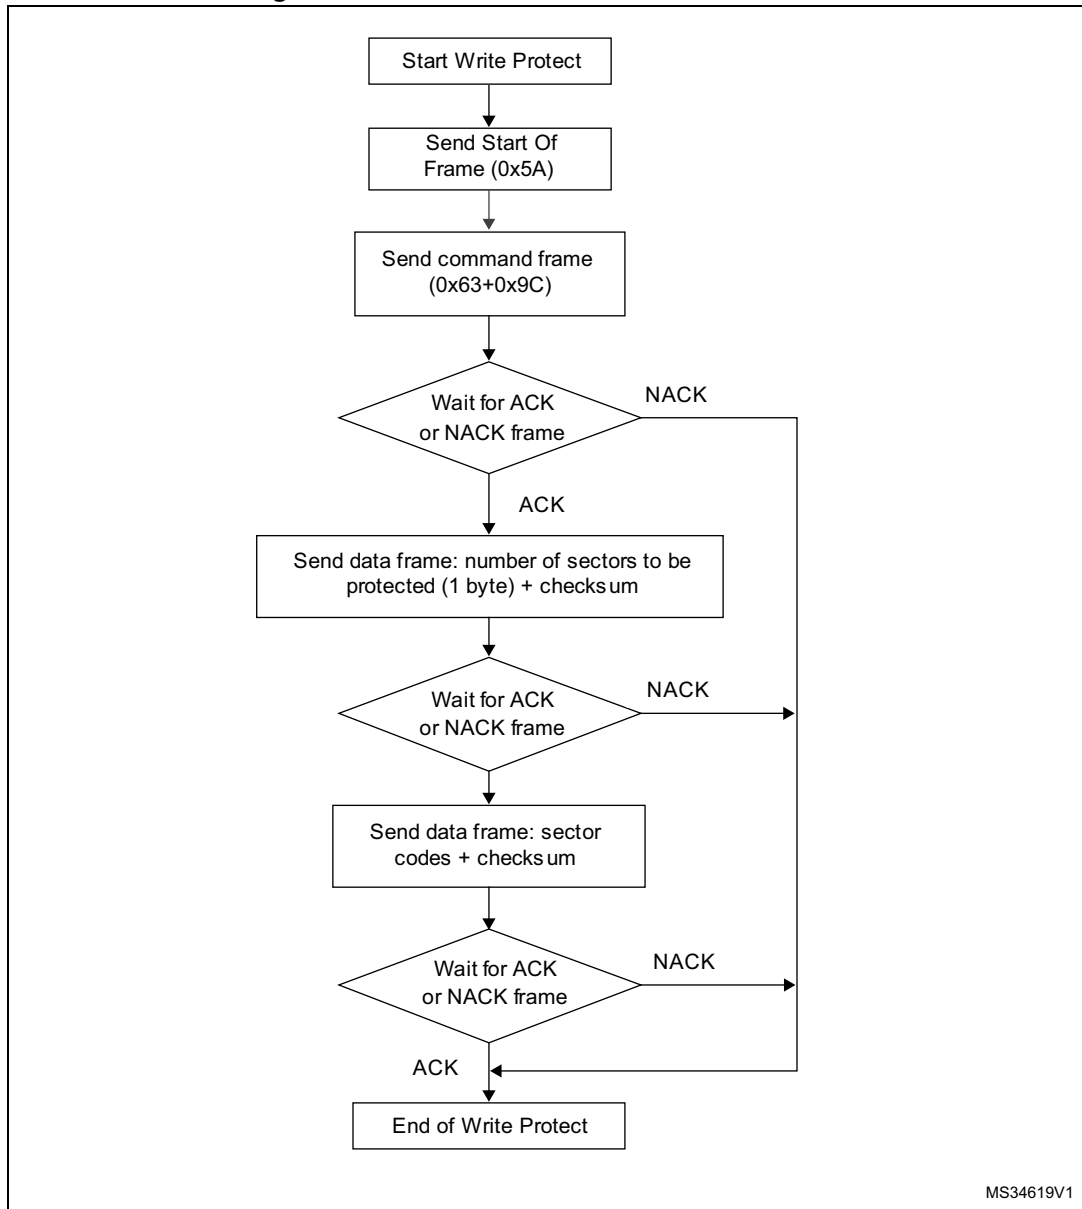 Start Write Protect
Send Start Of
Frame (0x5A)
Send command frame
(0x63+0x9C)
Wait for ACK
or NACK frame
NACK
ACK
Send data frame: number of sectors to be
protected (1 byte) + checksum
Wait for ACK
or NACK frame
NACK
Send data frame: sector
codes + checksum
Wait for ACK
or NACK frame
NACK
ACK
End of Write Protect
MS34619V1